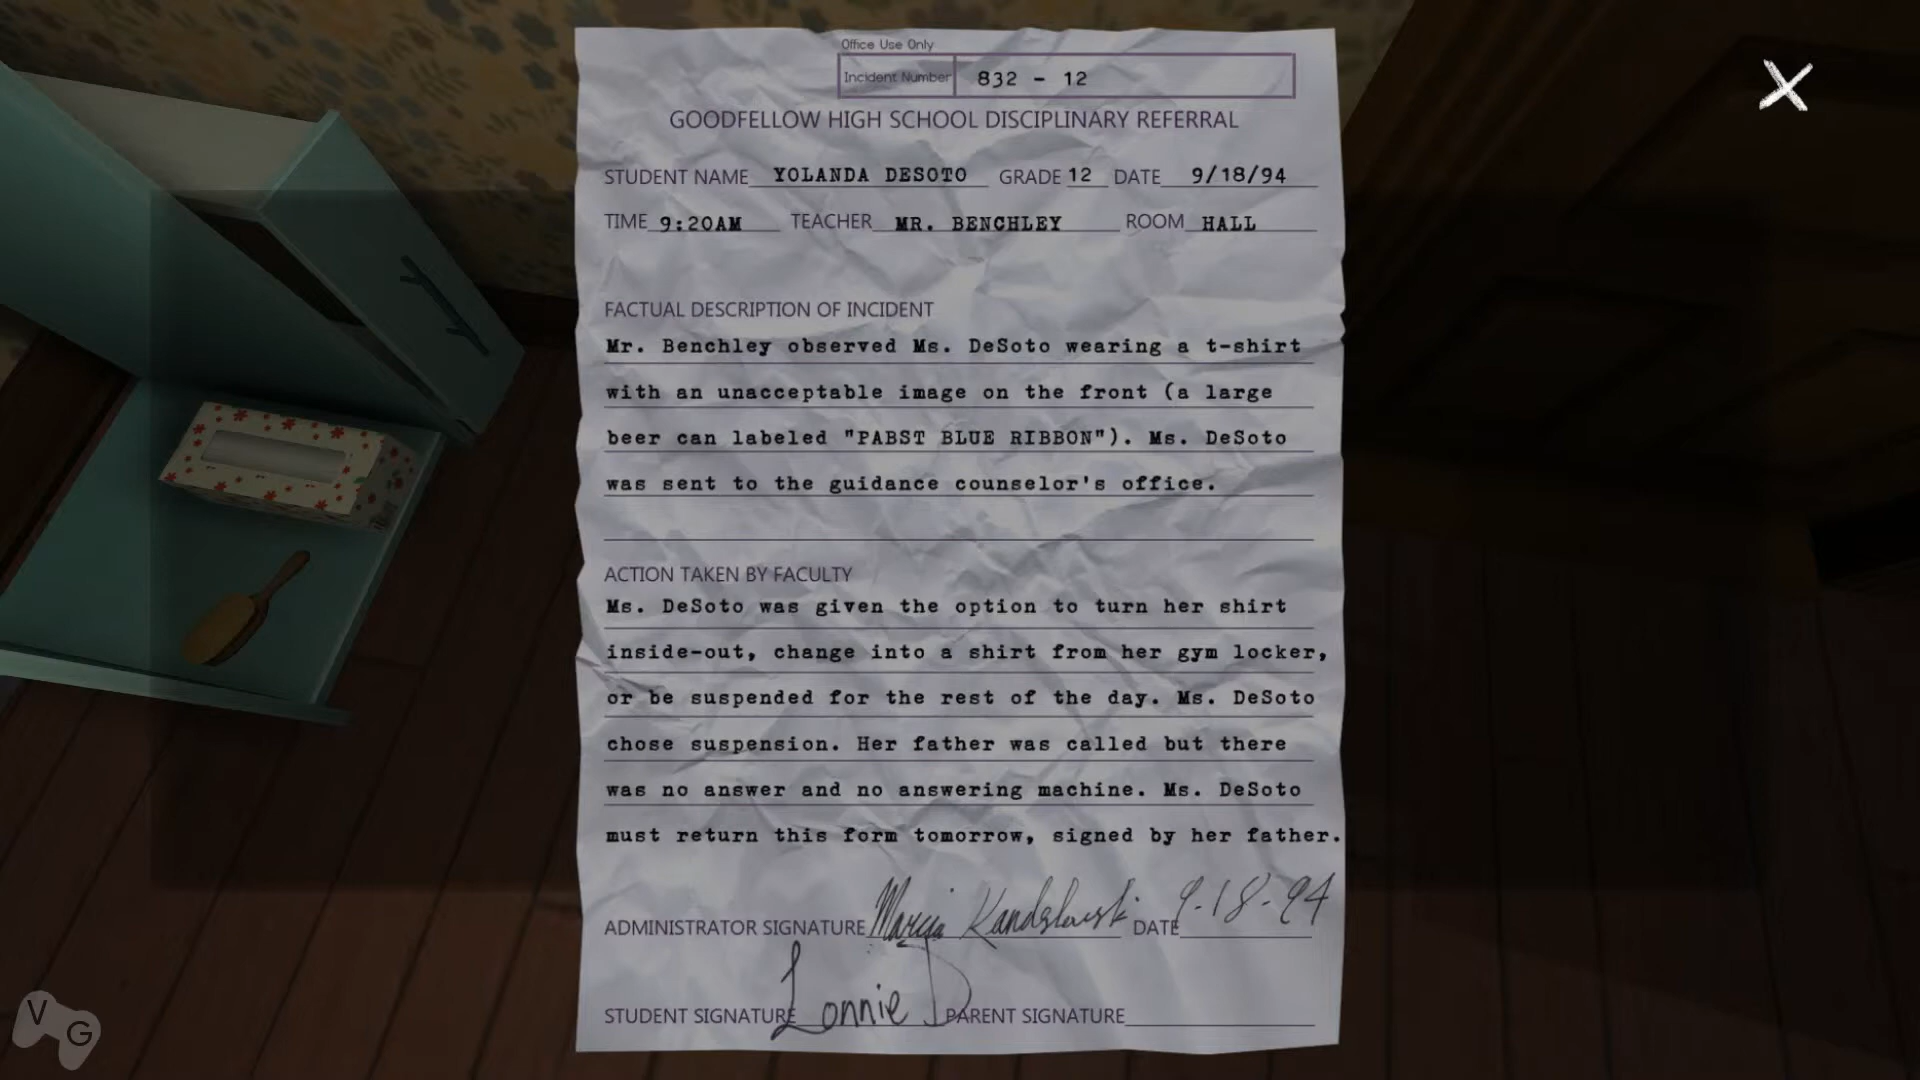 Office Use Only
Incident Number 832 - 12
GOODFELLOW HIGH SCHOOL DISCIPLINARY REFERRAL
STUDENT NAME YOLANDA DESOTO GRADE 12 DATE 9/18/94
TIME 9:20AM TEACHER MR. BENCHLEY ROOM HALL
FACTUAL DESCRIPTION OF INCIDENT
Mr. Benchley observed Ms. DeSoto wearing a t-shirt
with an unacceptable image on the front (a large
beer can labeled "PABST BLUE RIBBON"). Ms. DeSoto
was sent to the guidance counselor's office.
ACTION TAKEN BY FACULTY
Ms. DeSoto was given the option to turn her shirt
inside-out, change into a shirt from her gym locker,
or be suspended for the rest of the day. Ms. DeSoto
chose suspension. Her father was called but there
was no answer and no answering machine. Ms. DeSoto
must return this form tomorrow, signed by her father.
ADMINISTRATOR SIGNATURE DATE 9-18-94
STUDENT SIGNATURE Lonnie D PARENT SIGNATURE
V G